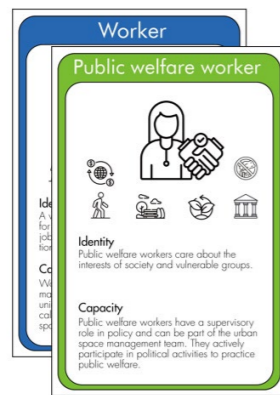 Worker
Public welfare worker
Identity
Public welfare workers care about the
interests of society and vulnerable groups.
Capacity
Public welfare workers have a supervisory
role in policy and can be part of the urban
space management team. They actively
participate in political activities to practice
public welfare.